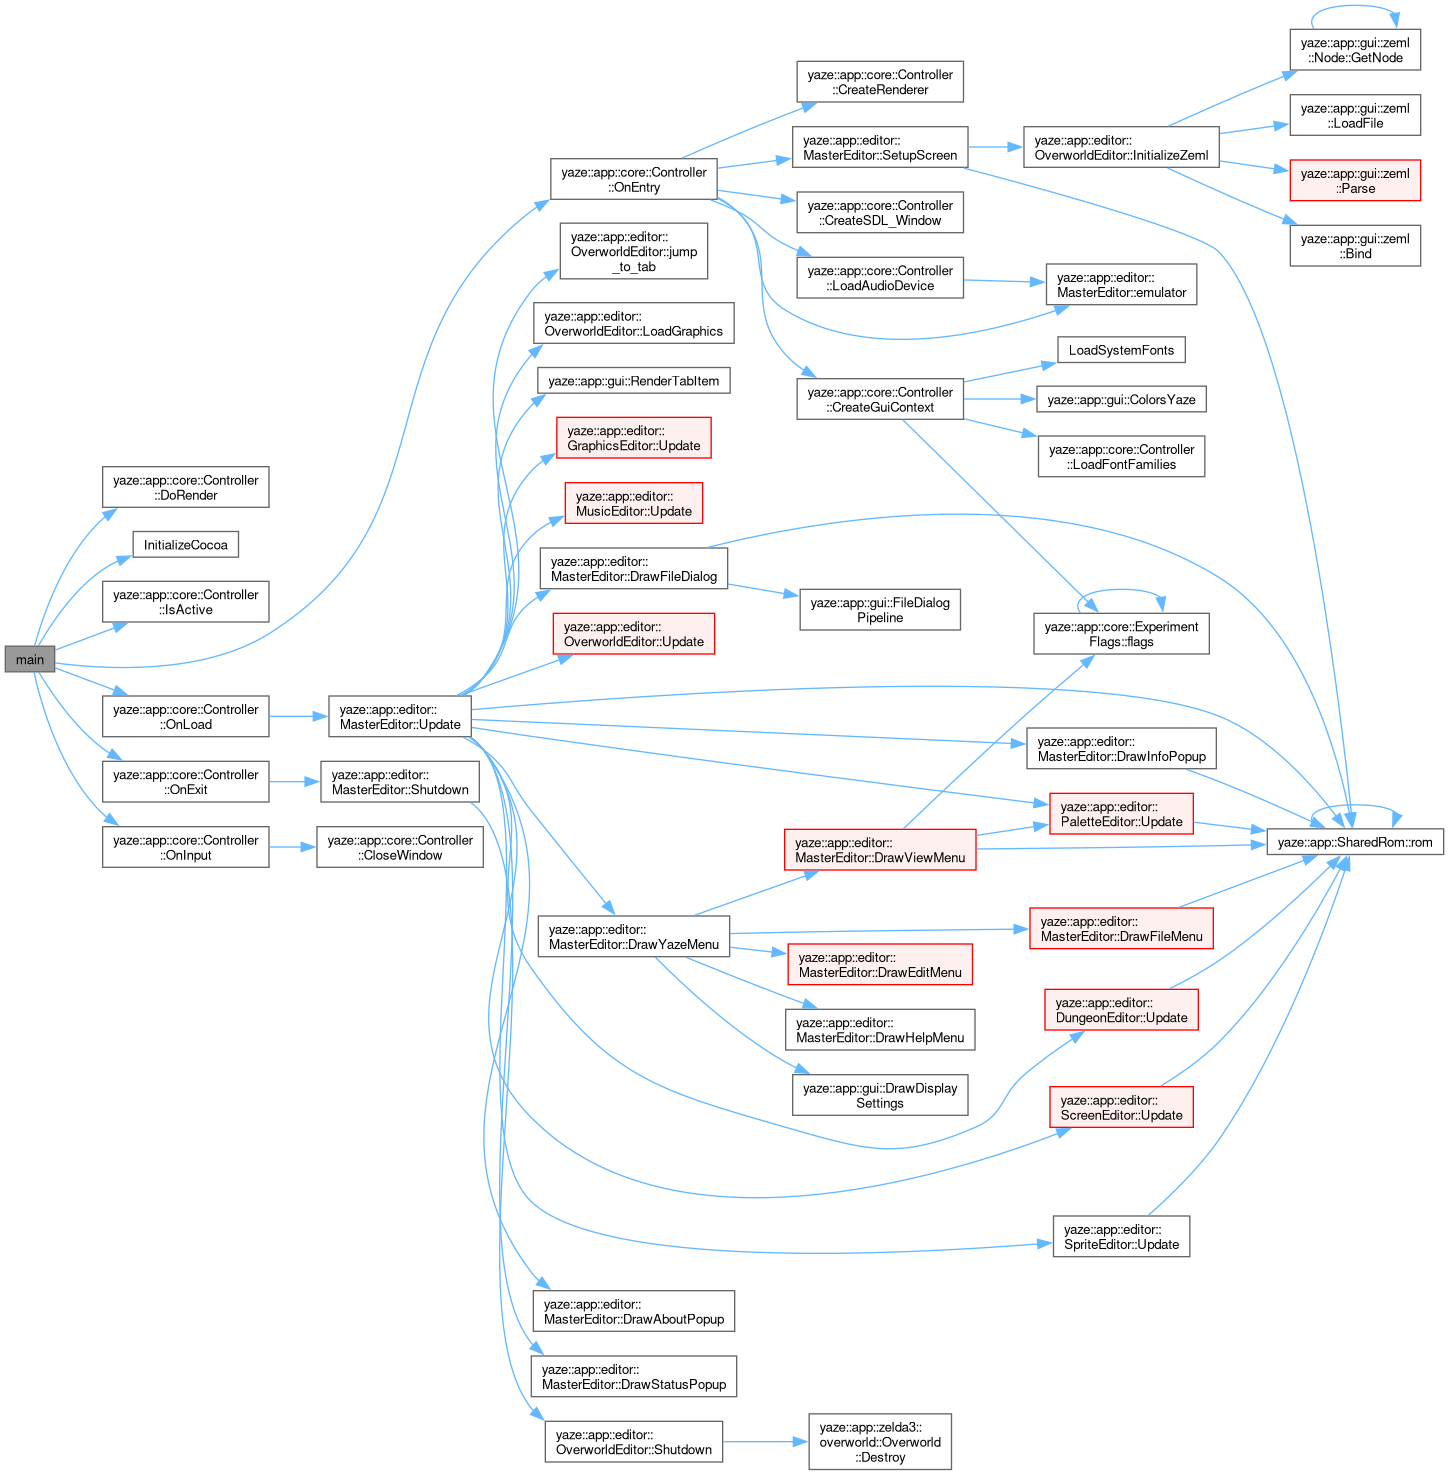 main
yaze::app::core::Controller
::DoRender
InitializeCocoa
yaze::app::core::Controller
::IsActive
yaze::app::core::Controller
::OnLoad
yaze::app::core::Controller
::OnExit
yaze::app::core::Controller
::OnInput
yaze::app::editor::
MasterEditor::Update
yaze::app::editor::
MasterEditor::Shutdown
yaze::app::core::Controller
::CloseWindow
yaze::app::core::Controller
::OnEntry
yaze::app::editor::
OverworldEditor::jump
_to_tab
yaze::app::editor::
OverworldEditor::LoadGraphics
yaze::app::gui::RenderTabItem
yaze::app::editor::
GraphicsEditor::Update
yaze::app::editor::
MusicEditor::Update
yaze::app::editor::
MasterEditor::DrawFileDialog
yaze::app::editor::
OverworldEditor::Update
yaze::app::editor::
MasterEditor::DrawYazeMenu
yaze::app::editor::
MasterEditor::DrawAboutPopup
yaze::app::editor::
MasterEditor::DrawStatusPopup
yaze::app::editor::
OverworldEditor::Shutdown
yaze::app::core::Controller
::CreateRenderer
yaze::app::editor::
MasterEditor::SetupScreen
yaze::app::core::Controller
::CreateSDL_Window
yaze::app::core::Controller
::LoadAudioDevice
yaze::app::core::Controller
::CreateGuiContext
yaze::app::gui::FileDialog
Pipeline
yaze::app::editor::
MasterEditor::DrawViewMenu
yaze::app::editor::
MasterEditor::DrawEditMenu
yaze::app::editor::
MasterEditor::DrawHelpMenu
yaze::app::gui::DrawDisplay
Settings
yaze::app::zelda3::
overworld::Overworld
::Destroy
yaze::app::editor::
OverworldEditor::InitializeZeml
yaze::app::editor::
MasterEditor::emulator
LoadSystemFonts
yaze::app::gui::ColorsYaze
yaze::app::core::Controller
::LoadFontFamilies
yaze::app::core::Experiment
Flags::flags
yaze::app::editor::
MasterEditor::DrawInfoPopup
yaze::app::editor::
PaletteEditor::Update
yaze::app::editor::
MasterEditor::DrawFileMenu
yaze::app::editor::
DungeonEditor::Update
yaze::app::editor::
ScreenEditor::Update
yaze::app::editor::
SpriteEditor::Update
yaze::app::gui::zeml
::Node::GetNode
yaze::app::gui::zeml
::LoadFile
yaze::app::gui::zeml
::Parse
yaze::app::gui::zeml
::Bind
yaze::app::SharedRom::rom